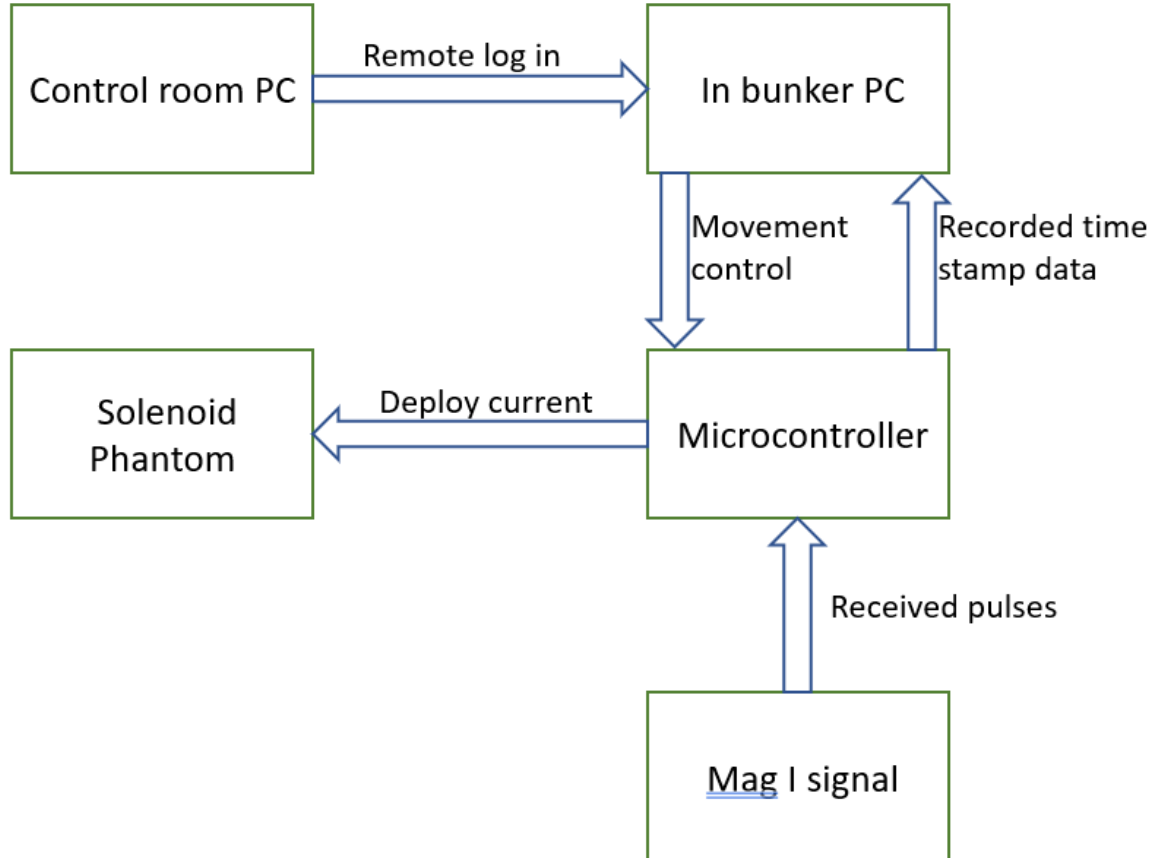 Remote log in
Control room PC
In bunker PC
Movement
control
Recorded time
stamp data
Solenoid
Phantom
Deploy current
Microcontroller
Received pulses
Mag I signal